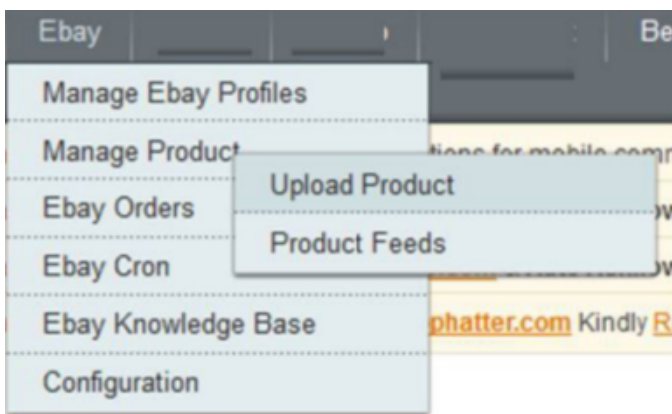 Ebay
Manage Ebay Profiles
Manage Product
Upload Product
Ebay Orders
Product Feeds
Ebay Cron
Ebay Knowledge Base
phatter.com Kindly
Configuration